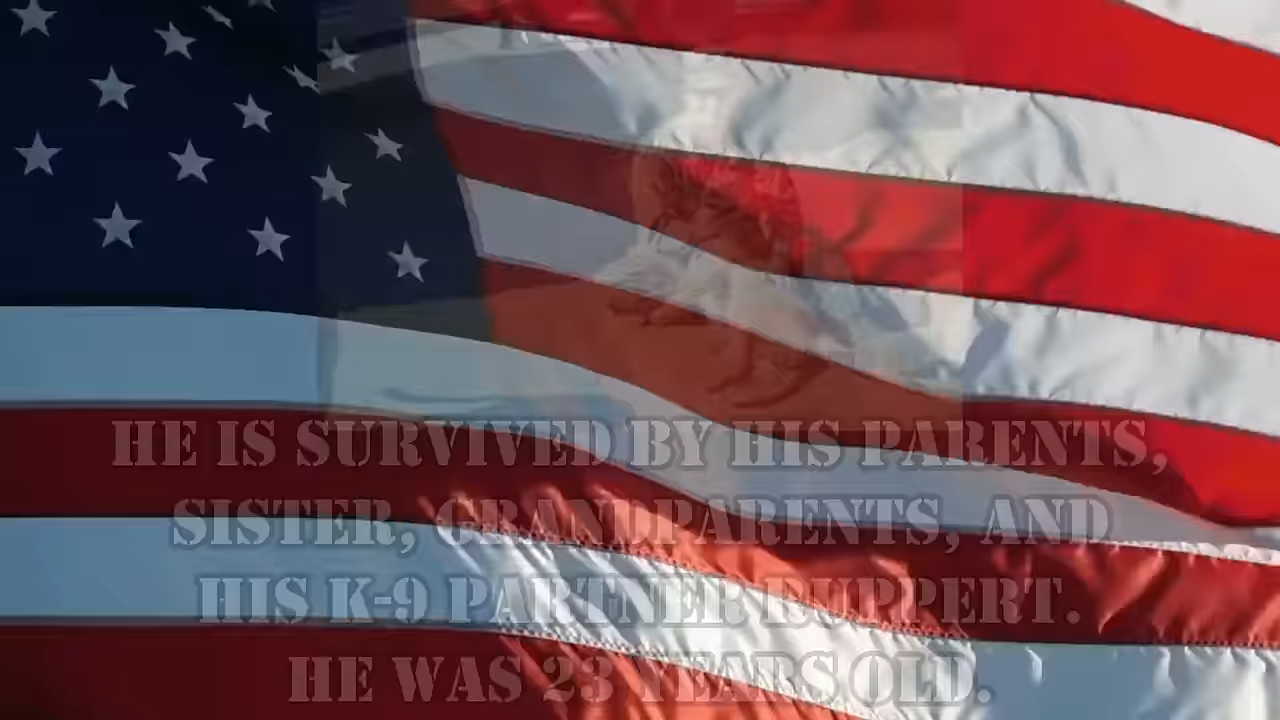 HE IS SURVIVED BY HIS PARENTS,
SISTER, GRANDPARENTS, AND
HIS K-9 PARTNER RUPPERT.
HE WAS 23 YEARS OLD.